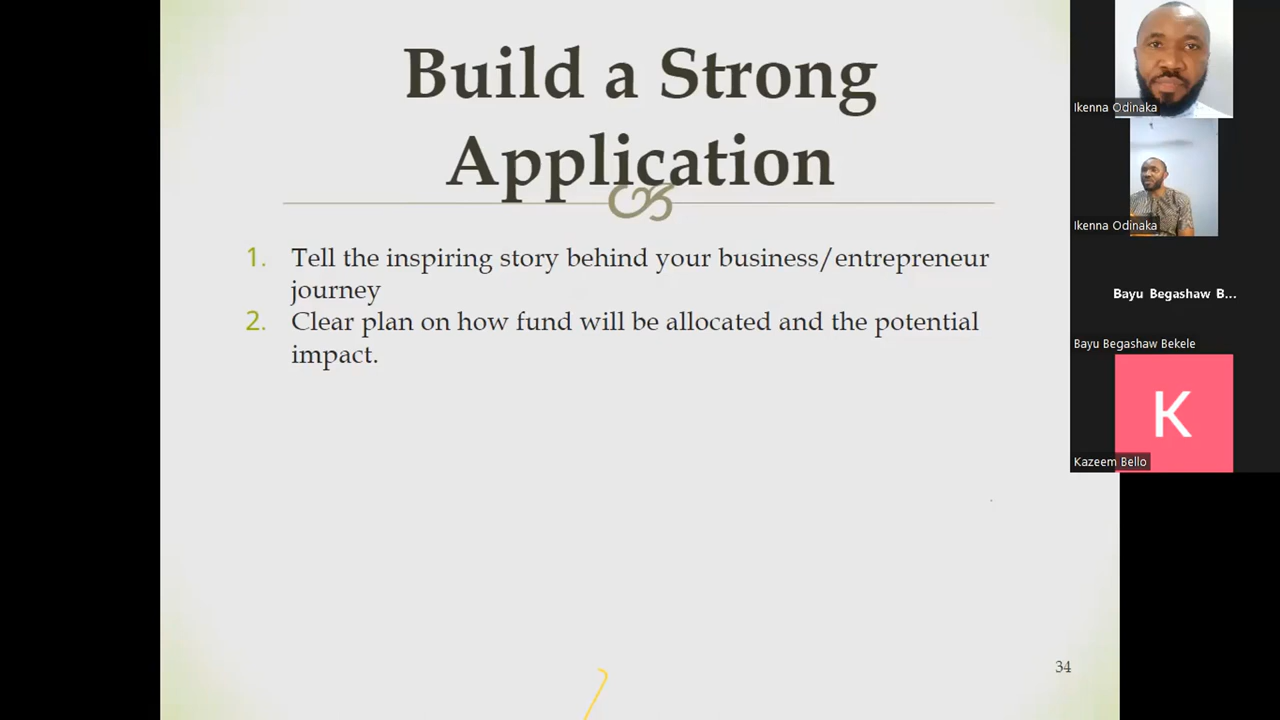 Build a Strong
Application
1. Tell the inspiring story behind your business/entrepreneur
journey
2. Clear plan on how fund will be allocated and the potential
impact.
34
Ikenna Odinaka
Ikenna Odinaka
Bayu Begashaw B...
Bayu Begashaw Bekele
K
Kazeem Bello